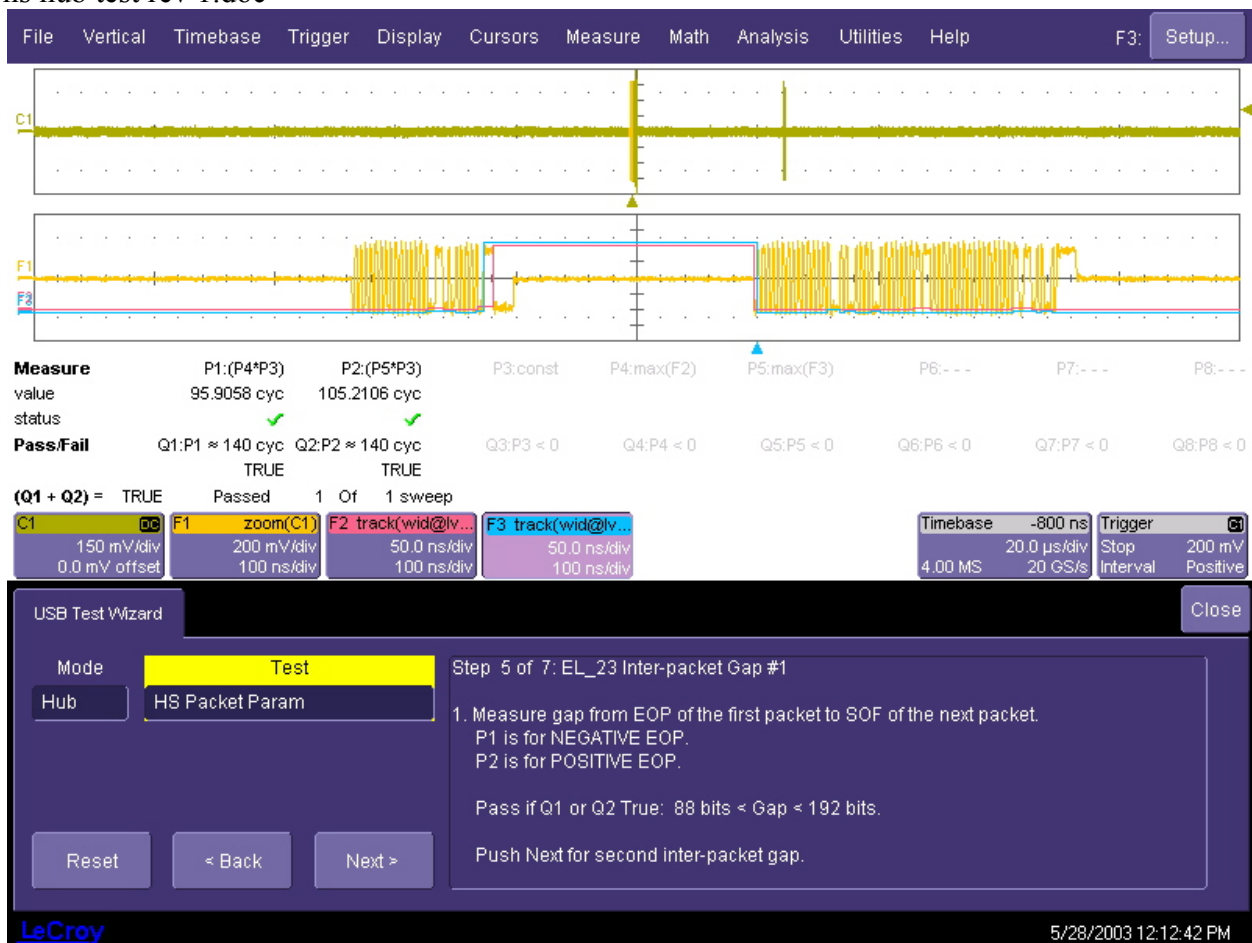 File Vertical Timebase Trigger Display Cursors Measure Math Analysis Utilities Help F3: Setup...
C1
F1
F3
Measure P1:(P4*P3) P2:(P5*P3) P3:const P4:max(F2) P5:max(F3) P6:- - - P7:- - - P8:- - -
value 95.9058 cyc 105.2106 cyc
status
Pass/Fail Q1:P1 ≈ 140 cyc Q2:P2 ≈ 140 cyc Q3:P3 < 0 Q4:P4 < 0 Q5:P5 < 0 Q6:P6 < 0 Q7:P7 < 0 Q8:P8 < 0
TRUE TRUE
(Q1 + Q2) = TRUE Passed 1 Of 1 sweep
C1 DC F1 zoom(C1) F2 track(wid@lv... F3 track(wid@lv... Timebase -800 ns Trigger C1
150 mV/div 200 mV/div 50.0 ns/div 50.0 ns/div 20.0 µs/div Stop 200 mV
0.0 mV offset 100 ns/div 100 ns/div 100 ns/div 4.00 MS 20 GS/s Interval Positive
USB Test Wizard Close
Mode Test Step 5 of 7: EL_23 Inter-packet Gap #1
Hub HS Packet Param
1. Measure gap from EOP of the first packet to SOF of the next packet.
P1 is for NEGATIVE EOP.
P2 is for POSITIVE EOP.
Pass if Q1 or Q2 True: 88 bits < Gap < 192 bits.
Reset < Back Next > Push Next for second inter-packet gap.
LeCroy 5/28/2003 12:12:42 PM